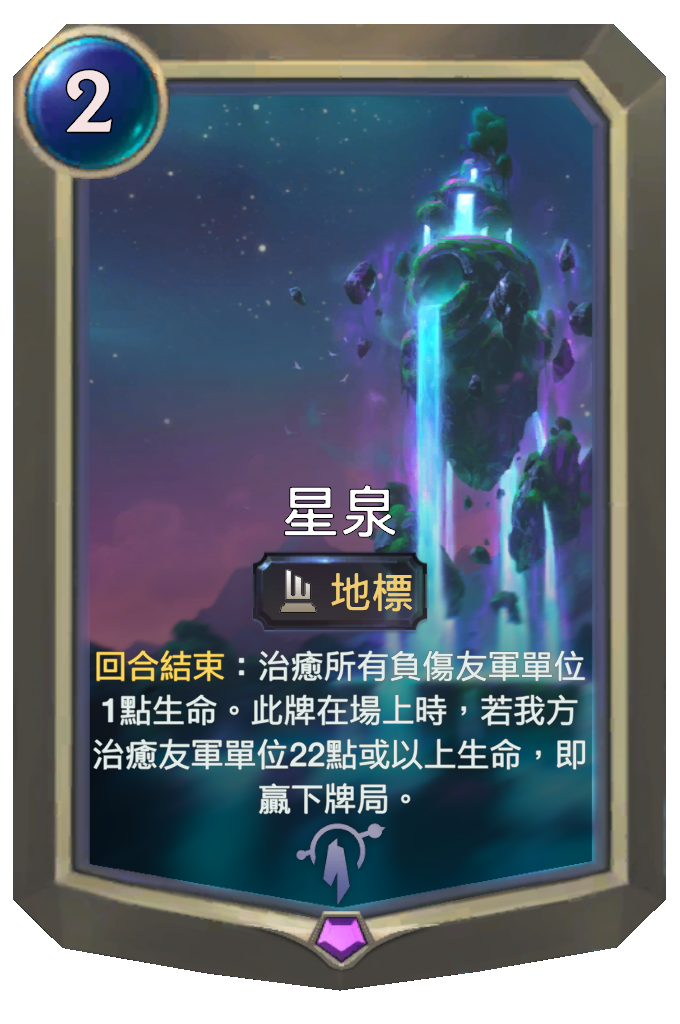 2
星泉
地標
回合結束：治癒所有負傷友軍單位
1點生命。此牌在場上時，若我方
治癒友軍單位22點或以上生命，即
贏下牌局。